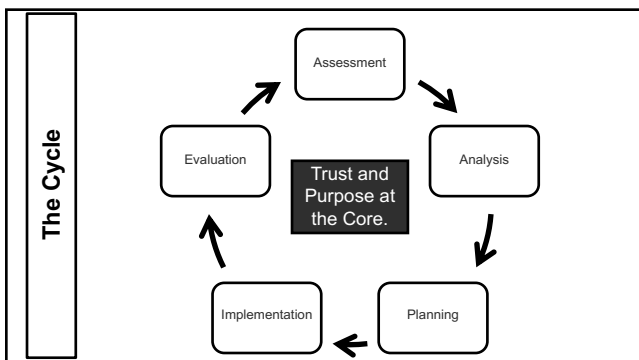 The Cycle
Assessment
Evaluation
Analysis
Trust and
Purpose at
the Core.
Implementation
Planning